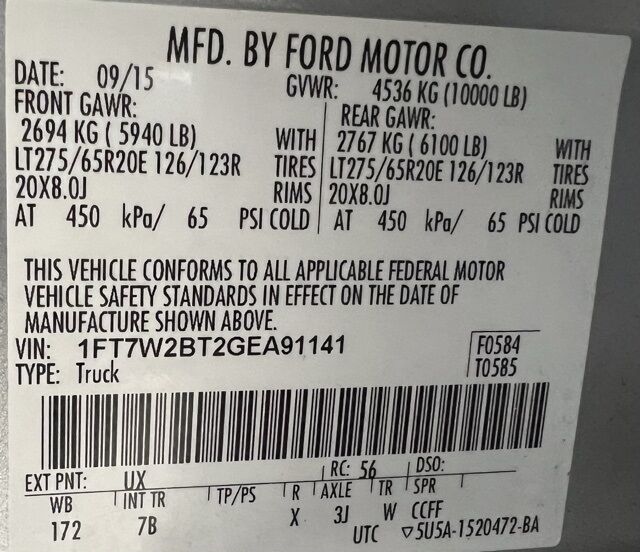 MFD. BY FORD MOTOR CO.
DATE: 09/15 GVWR: 4536 KG (10000 LB)
FRONT GAWR: REAR GAWR:
2694 KG ( 5940 LB) WITH 2767 KG ( 6100 LB) WITH
LT275/65R20E 126/123R TIRES LT275/65R20E 126/123R TIRES
20X8.0J RIMS 20X8.0J RIMS
AT 450 kPa/ 65 PSI COLD AT 450 kPa/ 65 PSI COLD
THIS VEHICLE CONFORMS TO ALL APPLICABLE FEDERAL MOTOR
VEHICLE SAFETY STANDARDS IN EFFECT ON THE DATE OF
MANUFACTURE SHOWN ABOVE.
VIN: 1FT7W2BT2GEA91141 F0584
TYPE: Truck T0585
EXT PNT: UX RC: 56 DSO:
WB INT TR TP/PS R AXLE TR SPR
172 7B X 3J W CCFF
UTC ▽5U5A-1520472-BA